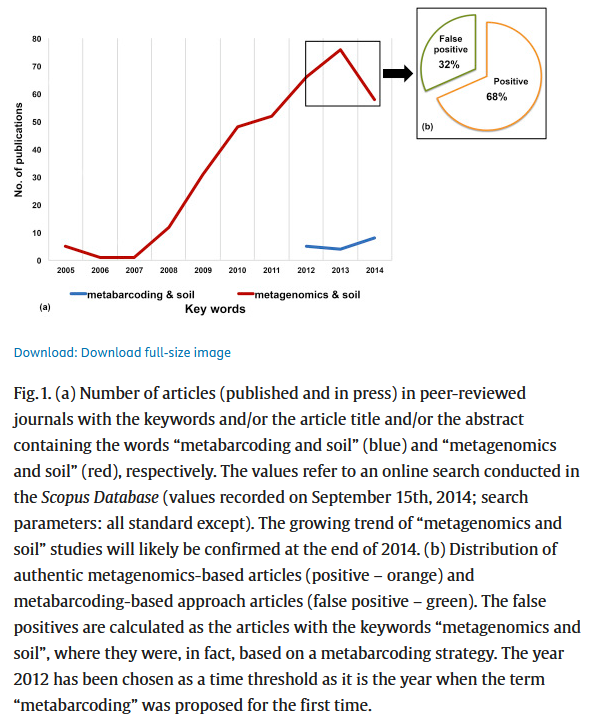 80
70
60
50
40
30
20
10
0
No. of publications
2005 2006 2007 2008 2009 2010 2011 2012 2013 2014
metabarcoding & soil metagenomics & soil
(a)
Key words
False
positive
32%
Positive
68%
(b)
Download: Download full-size image
Fig. 1. (a) Number of articles (published and in press) in peer-reviewed
journals with the keywords and/or the article title and/or the abstract
containing the words “metabarcoding and soil” (blue) and “metagenomics
and soil” (red), respectively. The values refer to an online search conducted in
the Scopus Database (values recorded on September 15th, 2014; search
parameters: all standard except). The growing trend of “metagenomics and
soil” studies will likely be confirmed at the end of 2014. (b) Distribution of
authentic metagenomics-based articles (positive – orange) and
metabarcoding-based approach articles (false positive – green). The false
positives are calculated as the articles with the keywords “metagenomics and
soil”, where they were, in fact, based on a metabarcoding strategy. The year
2012 has been chosen as a time threshold as it is the year when the term
“metabarcoding” was proposed for the first time.